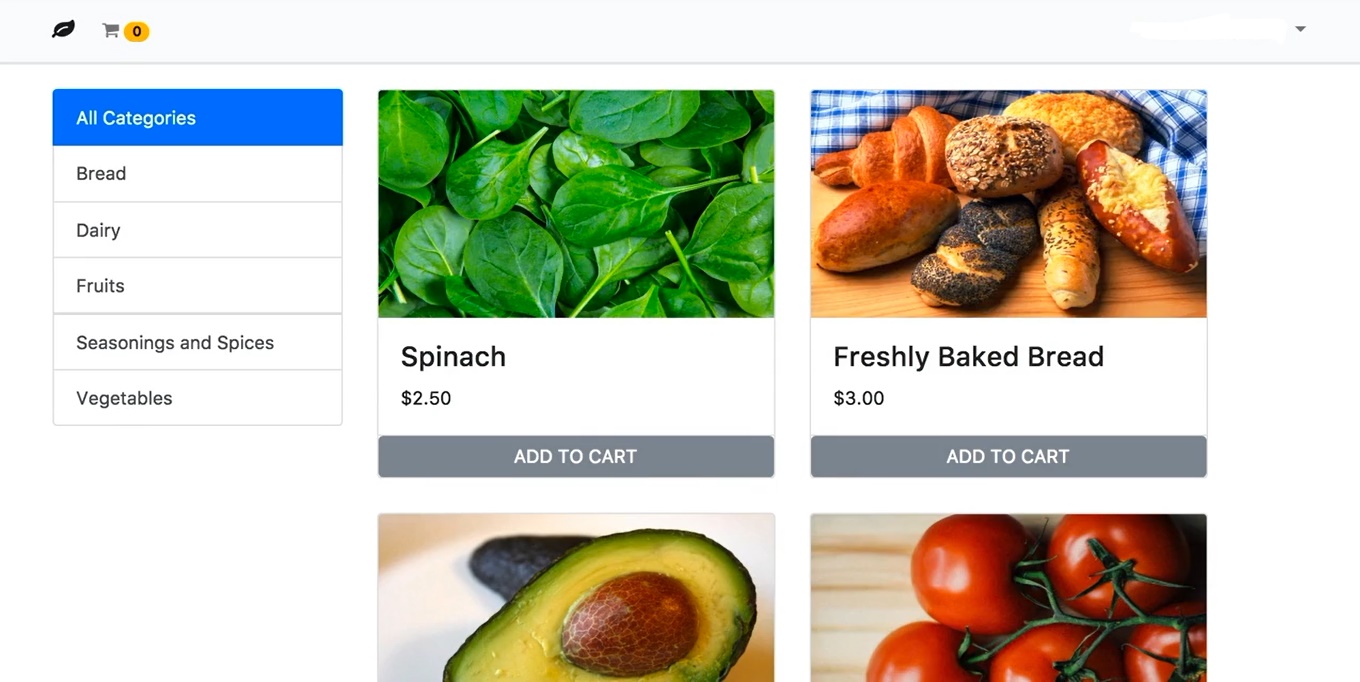 0
All Categories
Bread
Dairy
Fruits
Seasonings and Spices
Vegetables
Spinach
$2.50
ADD TO CART
Freshly Baked Bread
$3.00
ADD TO CART